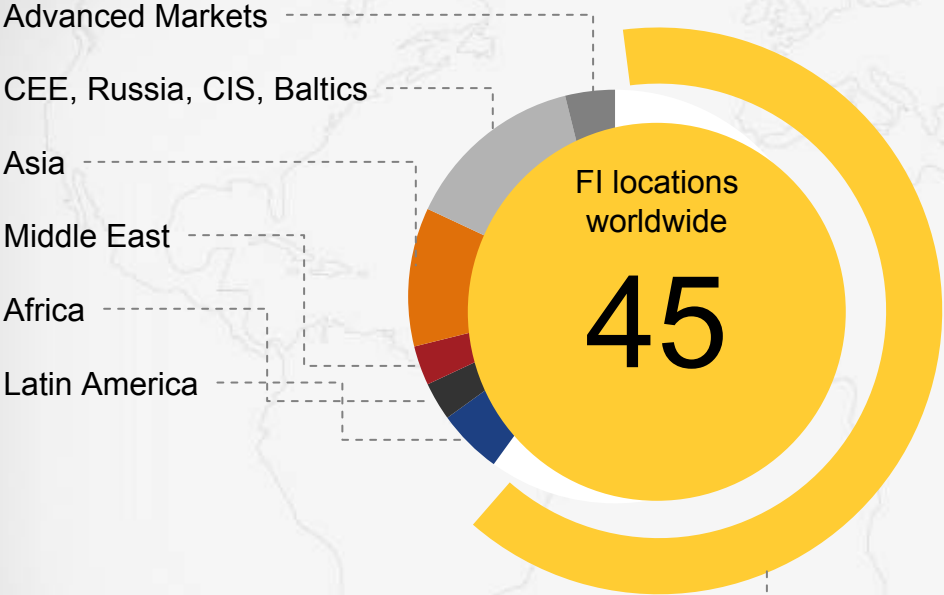 Advanced Markets
CEE, Russia, CIS, Baltics
Asia
Middle East
Africa
Latin America
FI locations
worldwide
45